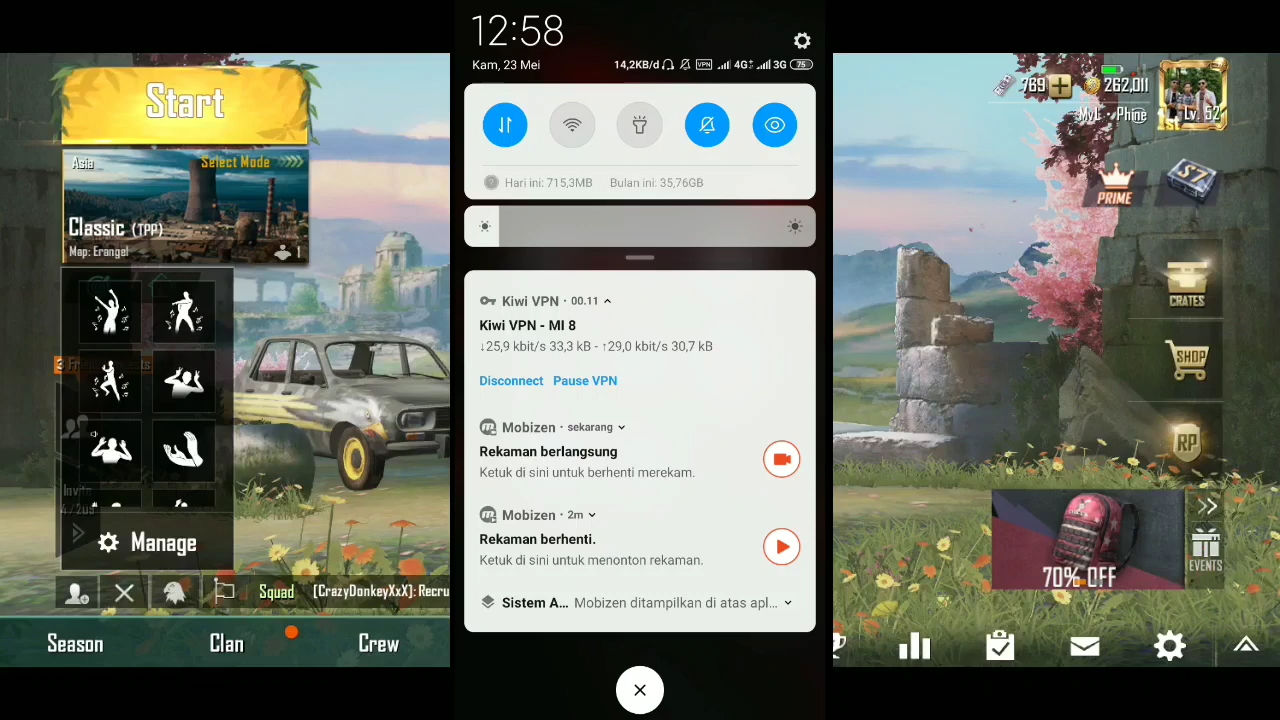 Start
Asia
Select Mode
Classic (TPP)
Map: Erangel
1
Manage
Squad
[CrazyDonkeyXxX]: Recru
Season
Clan
Crew
12:58
Kam, 23 Mei
14,2KB/d
VPN
4G
3G
75
Hari ini: 715,3MB
Bulan ini: 35,76GB
Kiwi VPN · 00.11
Kiwi VPN - MI 8
↓25,9 kbit/s 33,3 kB - ↑29,0 kbit/s 30,7 kB
Disconnect
Pause VPN
Mobizen · sekarang
Rekaman berlangsung
Ketuk di sini untuk berhenti merekam.
Mobizen · 2m
Rekaman berhenti.
Ketuk di sini untuk menonton rekaman.
Sistem A... Mobizen ditampilkan di atas apl...
769
262,011
MvL · Phine
1st
Lv. 52
PRIME
S7
CRATES
SHOP
RP
70% OFF
EVENTS